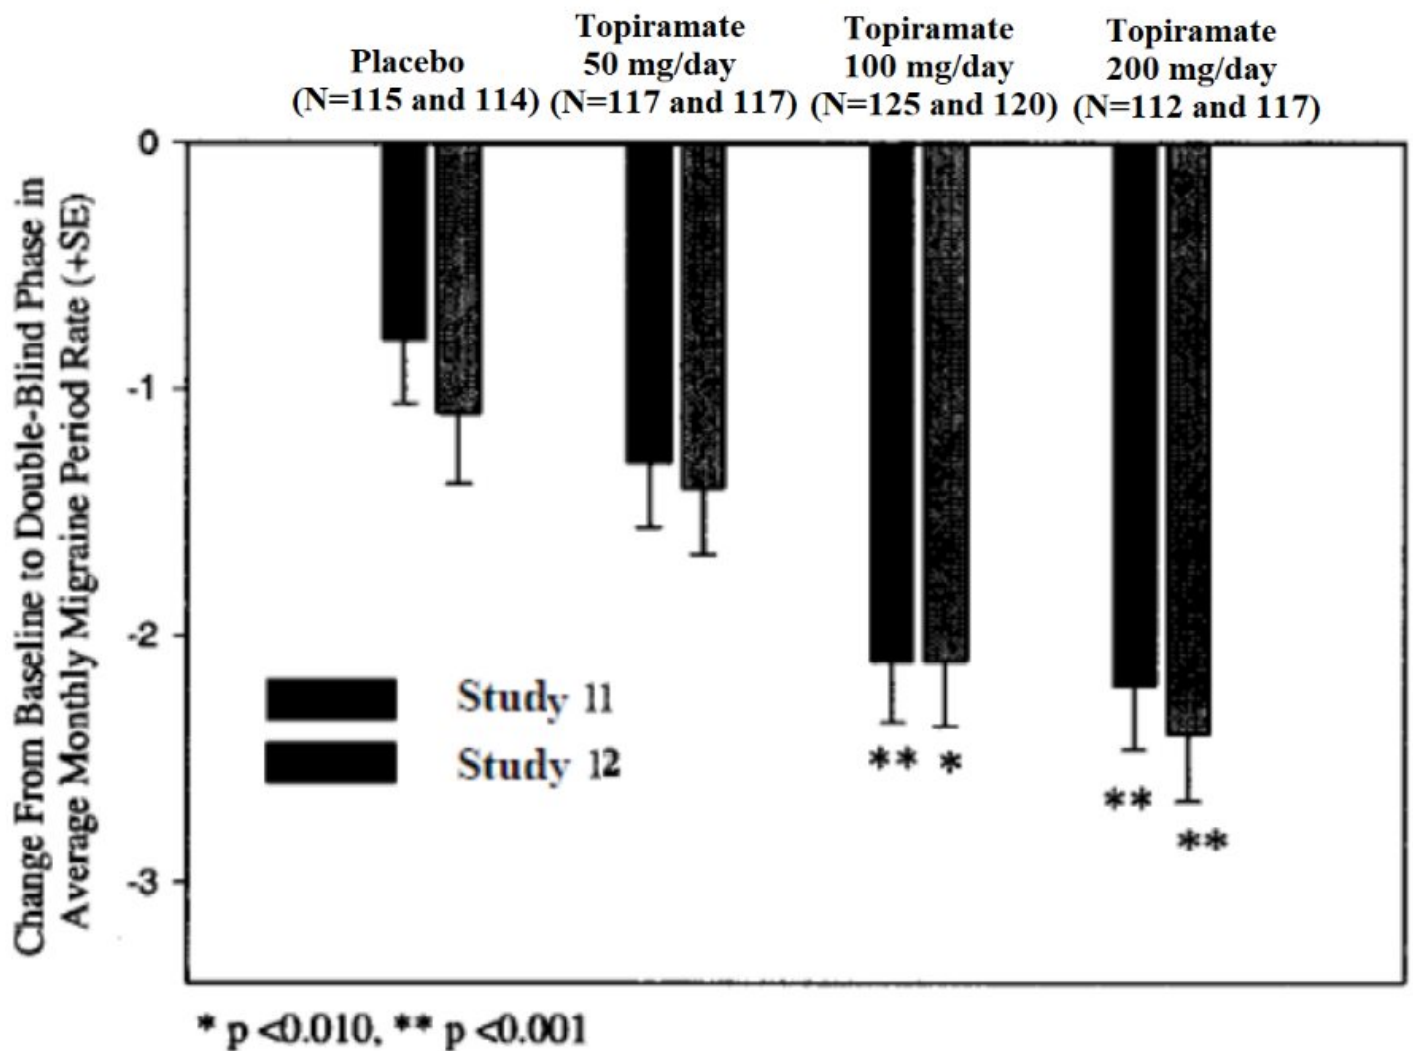 Placebo
(N=115 and 114)
Topiramate
50 mg/day
(N=117 and 117)
Topiramate
100 mg/day
(N=125 and 120)
Topiramate
200 mg/day
(N=112 and 117)
Change From Baseline to Double-Blind Phase in
Average Monthly Migraine Period Rate (+SE)
0
-1
-2
-3
Study 11
Study 12
** *
**
**
* p <0.010, ** p <0.001